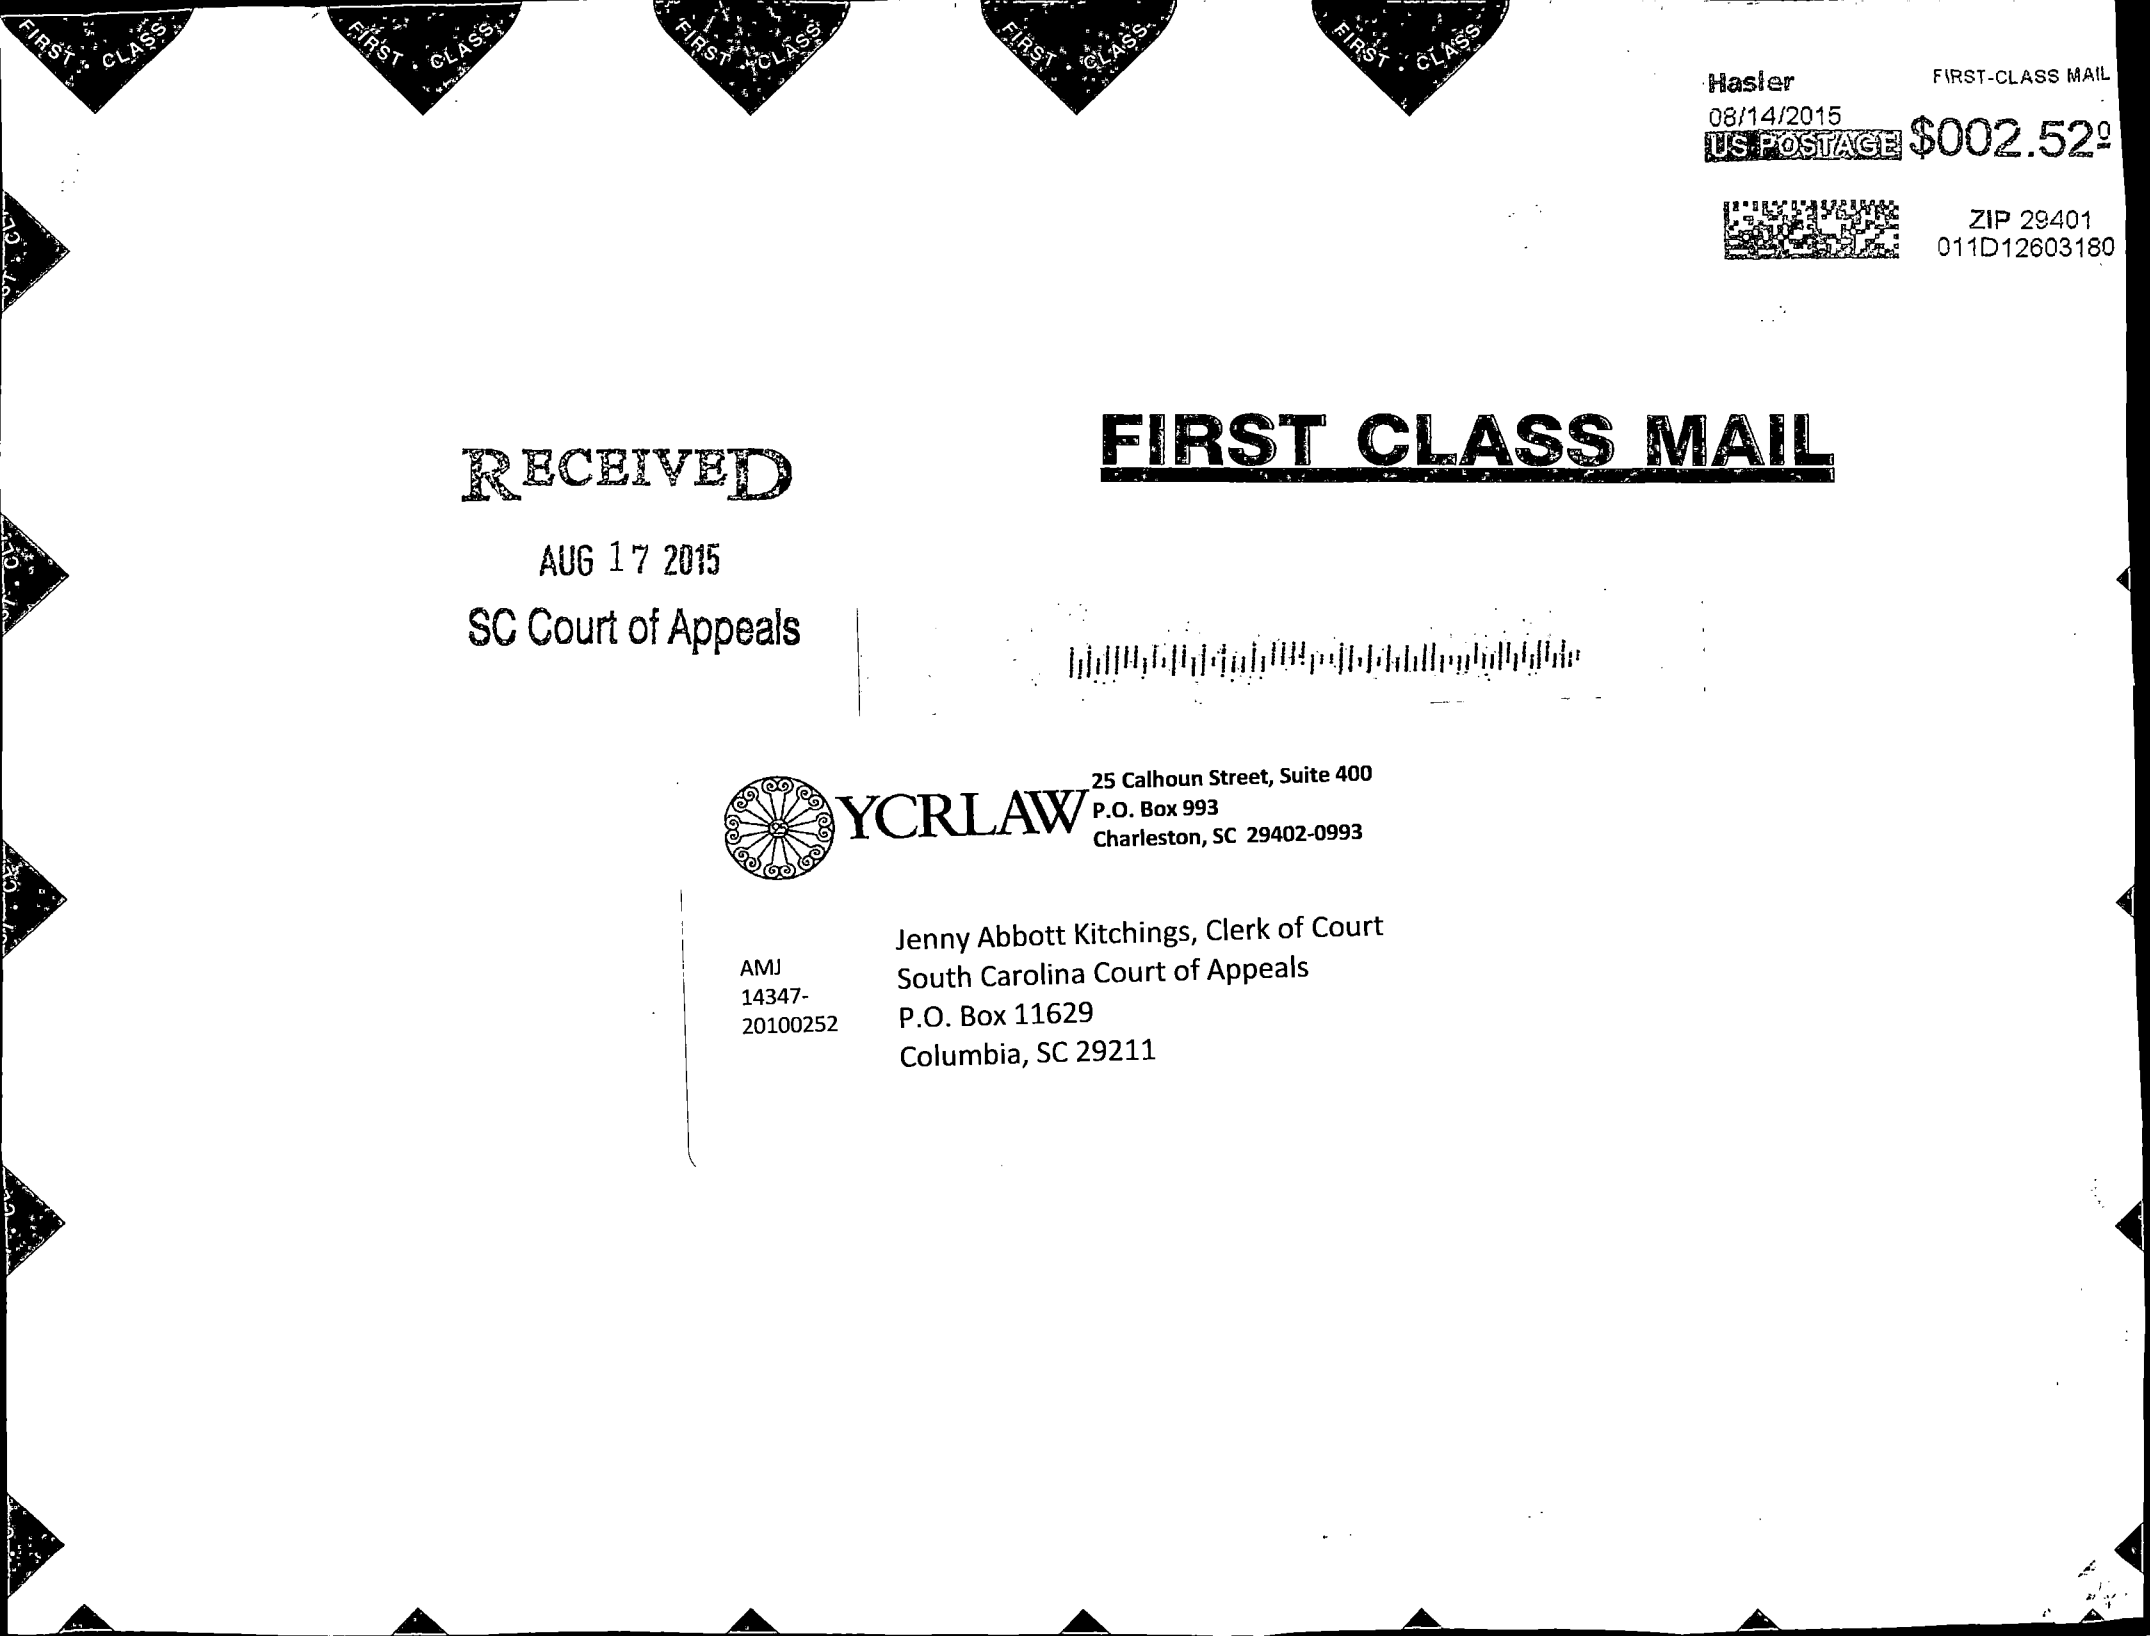 FIRST . CLASS
FIRST . CLASS
FIRST . CLASS
FIRST . CLASS
FIRST . CLASS
Hasler
FIRST-CLASS MAIL
08/14/2015
US POSTAGE $002.52º
ZIP 29401
011D12603180
FIRST CLASS MAIL
RECEIVED
AUG 17 2015
SC Court of Appeals
YCRLAW
25 Calhoun Street, Suite 400
P.O. Box 993
Charleston, SC 29402-0993
AMJ
14347-
20100252
Jenny Abbott Kitchings, Clerk of Court
South Carolina Court of Appeals
P.O. Box 11629
Columbia, SC 29211